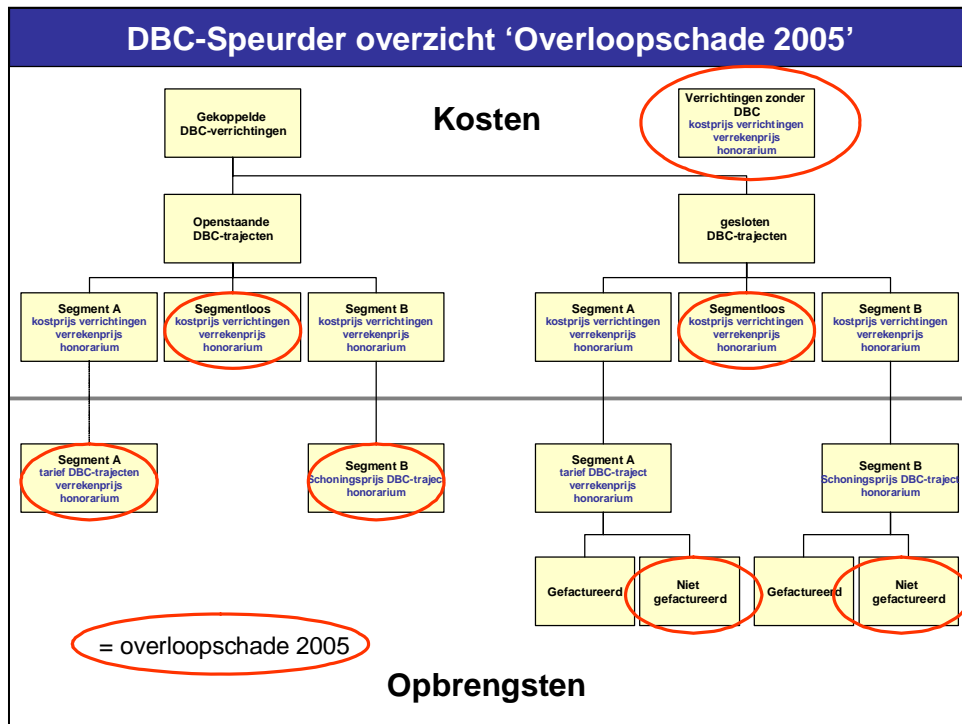 DBC-Speurder overzicht ‘Overloopschade 2005’
Kosten
Gekoppelde
DBC-verrichtingen
Verrichtingen zonder
DBC
kostprijs verrichtingen
verrekenprijs
honorarium
Openstaande
DBC-trajecten
gesloten
DBC-trajecten
Segment A
kostprijs verrichtingen
verrekenprijs
honorarium
Segmentloos
kostprijs verrichtingen
verrekenprijs
honorarium
Segment B
kostprijs verrichtingen
verrekenprijs
honorarium
Segment A
kostprijs verrichtingen
verrekenprijs
honorarium
Segmentloos
kostprijs verrichtingen
verrekenprijs
honorarium
Segment B
kostprijs verrichtingen
verrekenprijs
honorarium
Segment A
tarief DBC-trajecten
verrekenprijs
honorarium
Segment B
Schoningsprijs DBC-traject
honorarium
Segment A
tarief DBC-traject
verrekenprijs
honorarium
Segment B
Schoningsprijs DBC-traject
honorarium
Gefactureerd
Niet
gefactureerd
Gefactureerd
Niet
gefactureerd
= overloopschade 2005
Opbrengsten